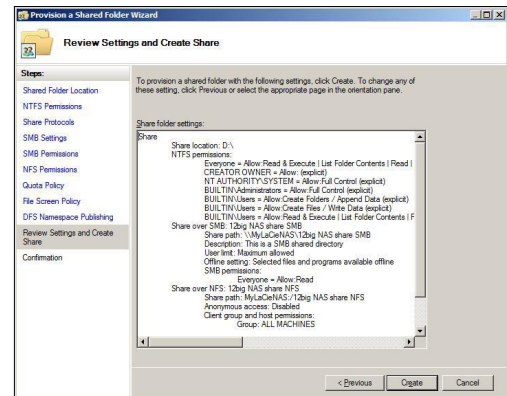 Provision a Shared Folder Wizard
Review Settings and Create Share
Steps:
Shared Folder Location
NTFS Permissions
Share Protocols
SMB Settings
SMB Permissions
NFS Permissions
Quota Policy
File Screen Policy
DFS Namespace Publishing
Review Settings and Create
Share
Confirmation
To provision a shared folder with the following settings, click Create. To change any of
these setting, click Previous or select the appropriate page in the orientation pane.
Share folder settings:
Share
Share location: D:\
NTFS permissions:
Everyone = Allow:Read & Execute | List Folder Contents | Read |
CREATOR OWNER = Allow: (explicit)
NT AUTHORITY\SYSTEM = Allow:Full Control (explicit)
BUILTIN\Administrators = Allow:Full Control (explicit)
BUILTIN\Users = Allow:Create Folders / Append Data (explicit)
BUILTIN\Users = Allow:Create Files / Write Data (explicit)
BUILTIN\Users = Allow:Read & Execute | List Folder Contents | F
Share over SMB: 12big NAS share SMB
Share path: \\MyLaCieNAS\12big NAS share SMB
Description: This is a SMB shared directory
User limit: Maximum allowed
Offline setting: Selected files and programs available offline
SMB permissions:
Everyone = Allow:Read
Share over NFS: 12big NAS share NFS
Share path: MyLaCieNAS:/12big NAS share NFS
Anonymous access: Disabled
Client group and host permissions:
Group: ALL MACHINES
< Previous
Create
Cancel